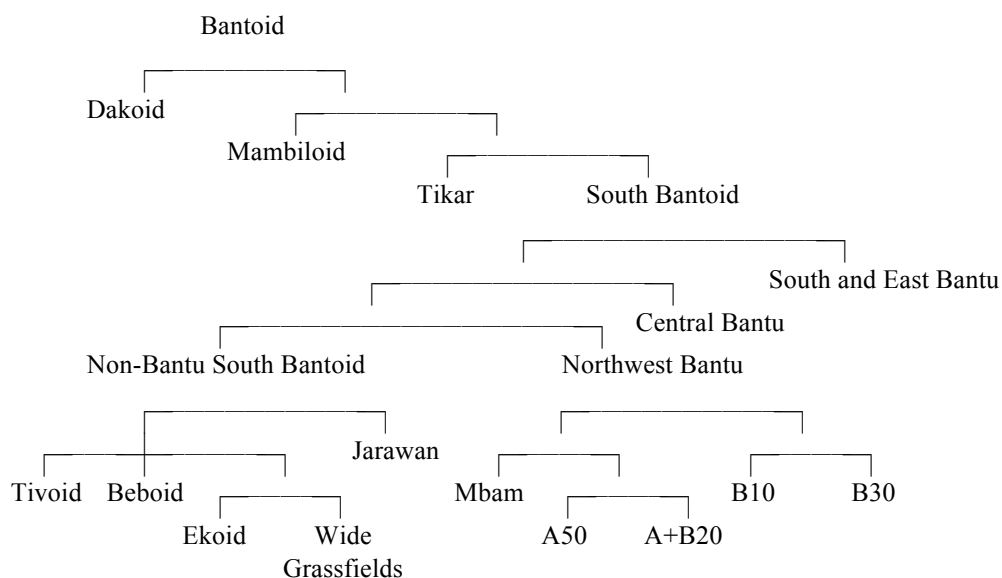 Bantoid
Dakoid
Mambiloid
Tikar South Bantoid
South and East Bantu
Central Bantu
Non-Bantu South Bantoid Northwest Bantu
Jarawan
Tivoid Beboid Mbam B10 B30
Ekoid Wide A50 A+B20
Grassfields